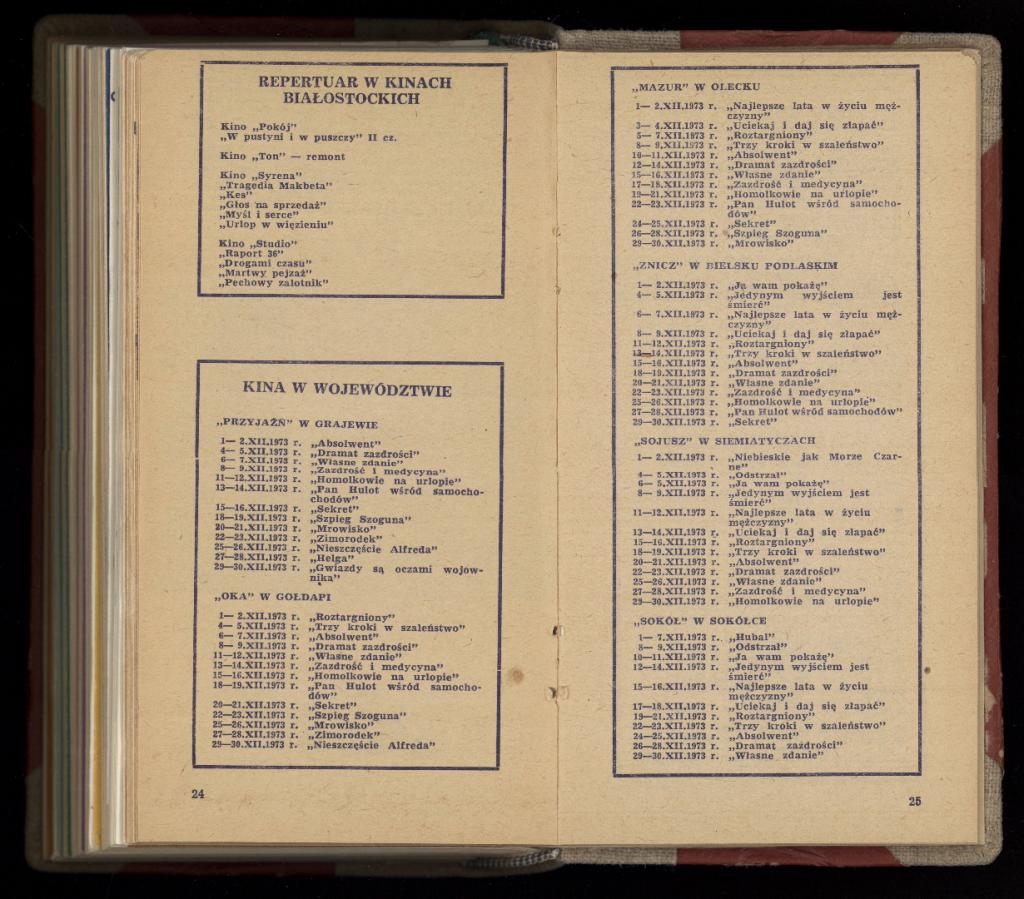 REPERTUAR W KINACH
BIAŁOSTOCKICH
Kino „Pokój"
„W pustyni i w puszczy" II cz.
Kino „Ton" — remont
Kino „Syrena"
„Tragedia Makbeta"
„Kes"
„Głos na sprzedaż"
„Myśl i serce"
„Urlop w więzieniu"
Kino „Studio"
„Raport 36"
„Drogami czasu"
„Martwy pejzaż"
„Pechowy zalotnik"
KINA W WOJEWÓDZTWIE
„PRZYJAŹŃ" W GRAJEWIE
1— 2.XII.1973 r. „Absolwent"
4— 5.XII.1973 r. „Dramat zazdrości"
6— 7.XII.1973 r. „Własne zdanie"
8— 9.XII.1973 r. „Zazdrość i medycyna"
11—12.XII.1973 r. „Homolkowie na urlopie"
13—14.XII.1973 r. „Pan Hulot wśród samocho-
chodów"
15—16.XII.1973 r. „Sekret"
18—19.XII.1973 r. „Szpieg Szoguna"
20—21.XII.1973 r. „Mrowisko"
22—23.XII.1973 r. „Zimorodek"
25—26.XII.1973 r. „Nieszczęście Alfreda"
27—28.XII.1973 r. „Helga"
29—30.XII.1973 r. „Gwiazdy są oczami wojow-
nika"
„OKA" W GOŁDAPI
1— 2.XII.1973 r. „Roztargniony"
4— 5.XII.1973 r. „Trzy kroki w szaleństwo"
6— 7.XII.1973 r. „Absolwent"
8— 9.XII.1973 r. „Dramat zazdrości"
11—12.XII.1973 r. „Własne zdanie"
13—14.XII.1973 r. „Zazdrość i medycyna"
15—16.XII.1973 r. „Homolkowie na urlopie"
18—19.XII.1973 r. „Pan Hulot wśród samocho-
dów"
20—21.XII.1973 r. „Sekret"
22—23.XII.1973 r. „Szpieg Szoguna"
25—26.XII.1973 r. „Mrowisko"
27—28.XII.1973 r. „Zimorodek"
29—30.XII.1973 r. „Nieszczęście Alfreda"
24
„MAZUR" W OLECKU
1— 2.XII.1973 r. „Najlepsze lata w życiu męż-
czyzny"
3— 4.XII.1973 r. „Uciekaj i daj się złapać"
5— 7.XII.1973 r. „Roztargniony"
8— 9.XII.1973 r. „Trzy kroki w szaleństwo"
10—11.XII.1973 r. „Absolwent"
12—14.XII.1973 r. „Dramat zazdrości"
15—16.XII.1973 r. „Własne zdanie"
17—18.XII.1973 r. „Zazdrość i medycyna"
19—21.XII.1973 r. „Homolkowie na urlopie"
22—23.XII.1973 r. „Pan Hulot wśród samocho-
dów"
24—25.XII.1973 r. „Sekret"
26—28.XII.1973 r. „Szpieg Szoguna"
29—30.XII.1973 r. „Mrowisko"
„ZNICZ" W BIELSKU PODLASKIM
1— 2.XII.1973 r. „Ja wam pokażę"
4— 5.XII.1973 r. „Jedynym wyjściem jest
śmierć"
6— 7.XII.1973 r. „Najlepsze lata w życiu męż-
czyzny"
8— 9.XII.1973 r. „Uciekaj i daj się złapać"
11—12.XII.1973 r. „Roztargniony"
13—14.XII.1973 r. „Trzy kroki w szaleństwo"
15—16.XII.1973 r. „Absolwent"
18—19.XII.1973 r. „Dramat zazdrości"
20—21.XII.1973 r. „Własne zdanie"
22—23.XII.1973 r. „Zazdrość i medycyna"
25—26.XII.1973 r. „Homolkowie na urlopie"
27—28.XII.1973 r. „Pan Hulot wśród samochodów"
29—30.XII.1973 r. „Sekret"
„SOJUSZ" W SIEMIATYCZACH
1— 2.XII.1973 r. „Niebieskie jak Morze Czar-
ne"
4— 5.XII.1973 r. „Odstrzał"
6— 5.XII.1973 r. „Ja wam pokażę"
8— 9.XII.1973 r. „Jedynym wyjściem jest
śmierć"
11—12.XII.1973 r. „Najlepsze lata w życiu
mężczyzny"
13—14.XII.1973 r. „Uciekaj i daj się złapać"
15—16.XII.1973 r. „Roztargniony"
18—19.XII.1973 r. „Trzy kroki w szaleństwo"
20—21.XII.1973 r. „Absolwent"
22—23.XII.1973 r. „Dramat zazdrości"
25—26.XII.1973 r. „Własne zdanie"
27—28.XII.1973 r. „Zazdrość i medycyna"
29—30.XII.1973 r. „Homolkowie na urlopie"
„SOKÓŁ" W SOKÓŁCE
1— 7.XII.1973 r. „Hubal"
8— 9.XII.1973 r. „Odstrzał"
10—11.XII.1973 r. „Ja wam pokażę"
12—14.XII.1973 r. „Jedynym wyjściem jest
śmierć"
15—16.XII.1973 r. „Najlepsze lata w życiu
mężczyzny"
17—18.XII.1973 r. „Uciekaj i daj się złapać"
19—21.XII.1973 r. „Roztargniony"
22—23.XII.1973 r. „Trzy kroki w szaleństwo"
24—25.XII.1973 r. „Absolwent"
26—28.XII.1973 r. „Dramat zazdrości"
29—30.XII.1973 r. „Własne zdanie"
25